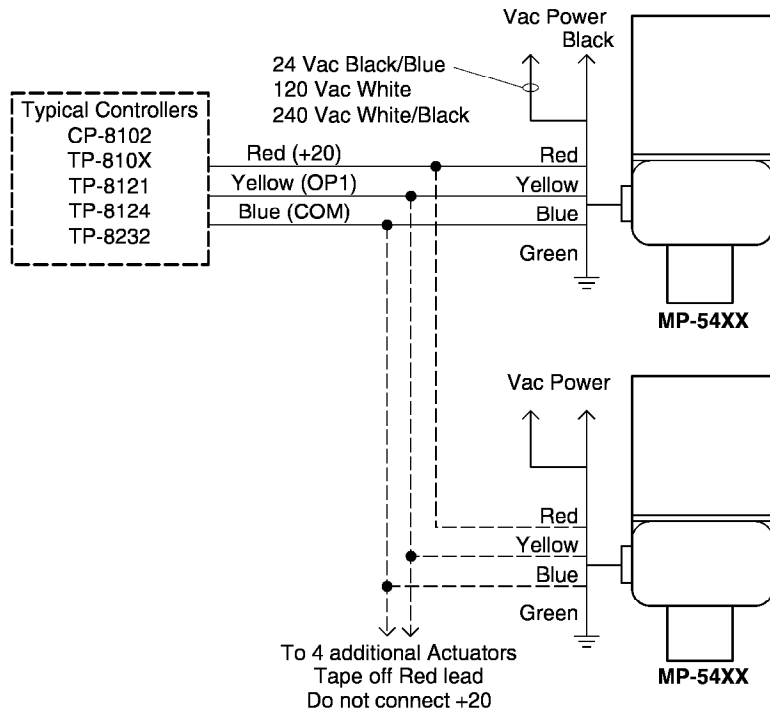 Vac Power
Black
24 Vac Black/Blue
120 Vac White
240 Vac White/Black
Typical Controllers
CP-8102
TP-810X
TP-8121
TP-8124
TP-8232
Red (+20)
Yellow (OP1)
Blue (COM)
Red
Yellow
Blue
Green
MP-54XX
Vac Power
Red
Yellow
Blue
Green
MP-54XX
To 4 additional Actuators
Tape off Red lead
Do not connect +20